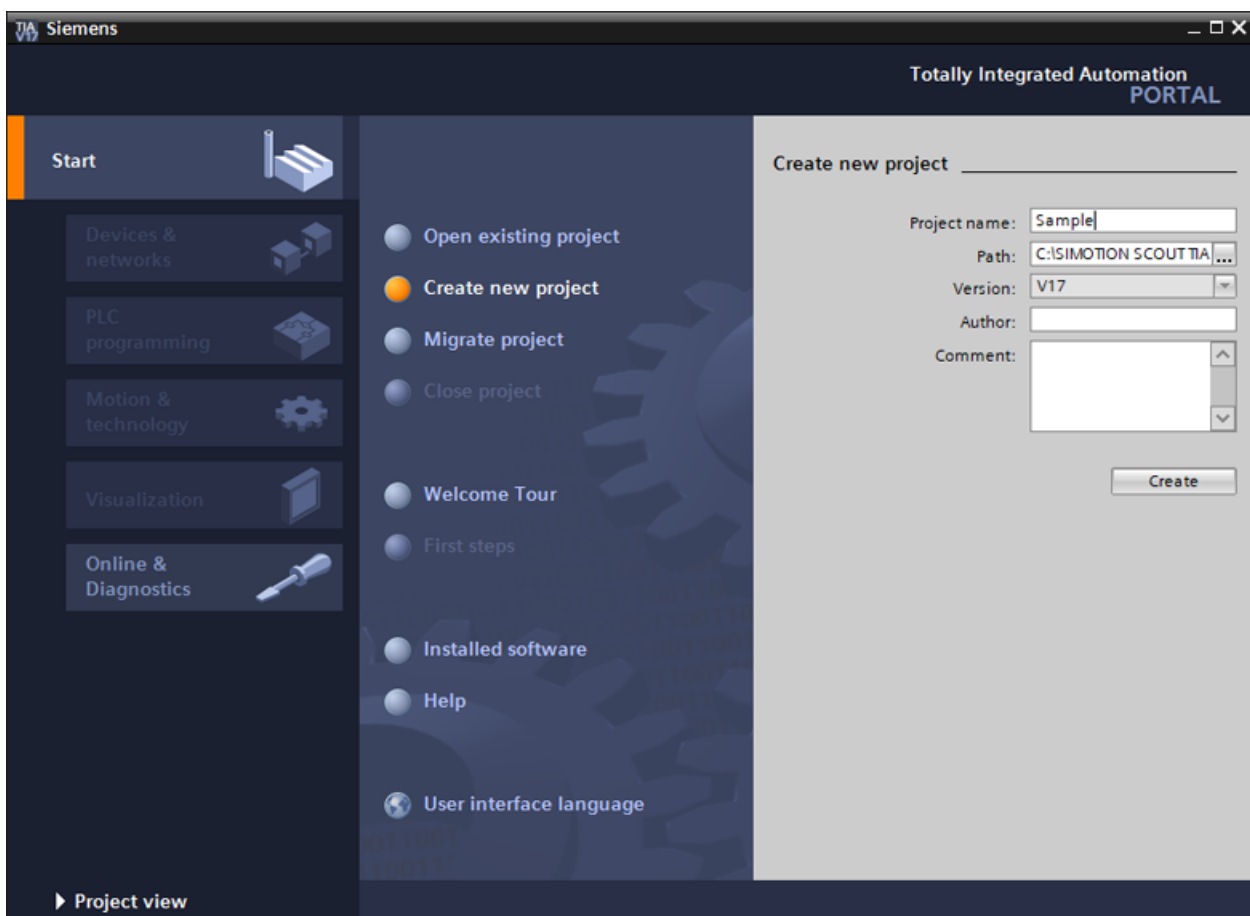 TIA V17 Siemens
Totally Integrated Automation
PORTAL
Start
Devices &
networks
PLC
programming
Motion &
technology
Visualization
Online &
Diagnostics
Project view
Open existing project
Create new project
Migrate project
Close project
Welcome Tour
First steps
Installed software
Help
User interface language
Create new project
Project name: Sample
Path: C:\SIMOTION SCOUT TIA ...
Version: V17
Author:
Comment:
Create